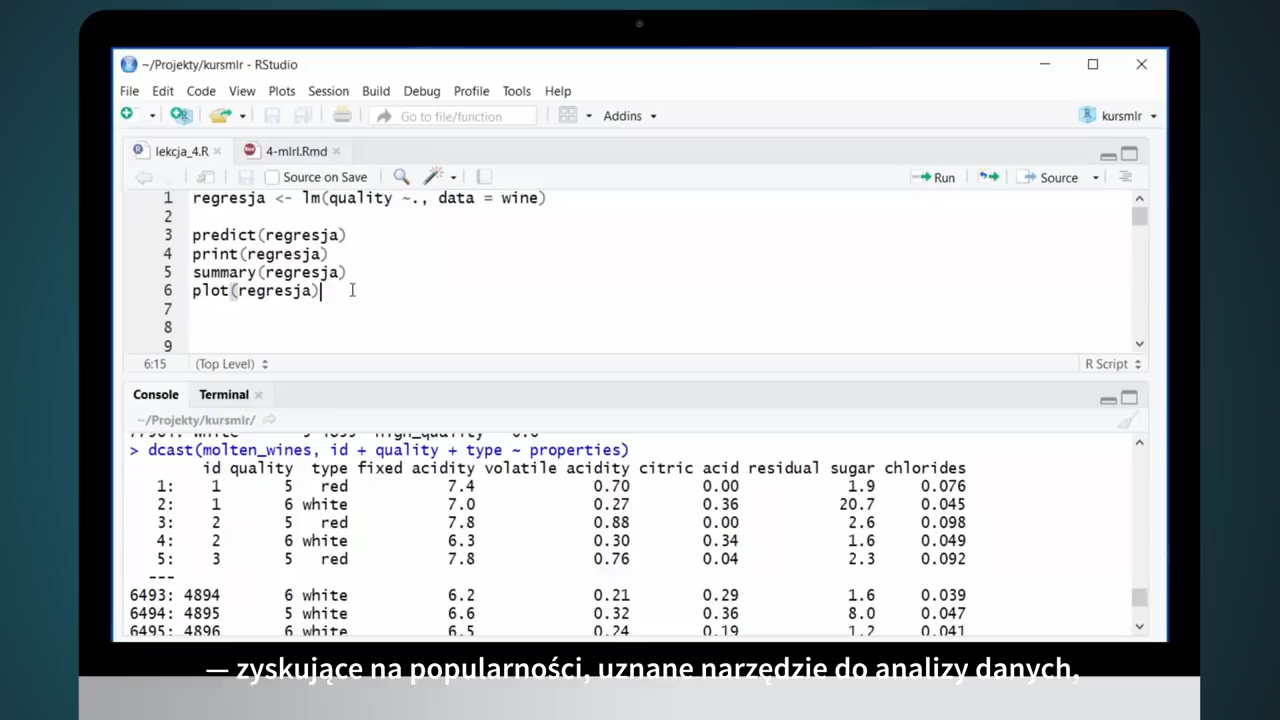 ~/Projekty/kursmlr - RStudio
File Edit Code View Plots Session Build Debug Profile Tools Help
Go to file/function Addins kursmlr
lekcja_4.R 4-mlrl.Rmd
Source on Save Run Source
1 regresja <- lm(quality ~., data = wine)
2
3 predict(regresja)
4 print(regresja)
5 summary(regresja)
6 plot(regresja)
7
8
9
6:15 (Top Level) R Script
Console Terminal
~/Projekty/kursmlr/
> dcast(molten_wines, id + quality + type ~ properties)
id quality type fixed acidity volatile acidity citric acid residual sugar chlorides
1: 1 5 red 7.4 0.70 0.00 1.9 0.076
2: 1 6 white 7.0 0.27 0.36 20.7 0.045
3: 2 5 red 7.8 0.88 0.00 2.6 0.098
4: 2 6 white 6.3 0.30 0.34 1.6 0.049
5: 3 5 red 7.8 0.76 0.04 2.3 0.092
---
6493: 4894 6 white 6.2 0.21 0.29 1.6 0.039
6494: 4895 5 white 6.6 0.32 0.36 8.0 0.047
6495: 4896 6 white 6.5 0.24 0.19 1.2 0.041
— zyskujące na popularności, uznane narzędzie do analizy danych,